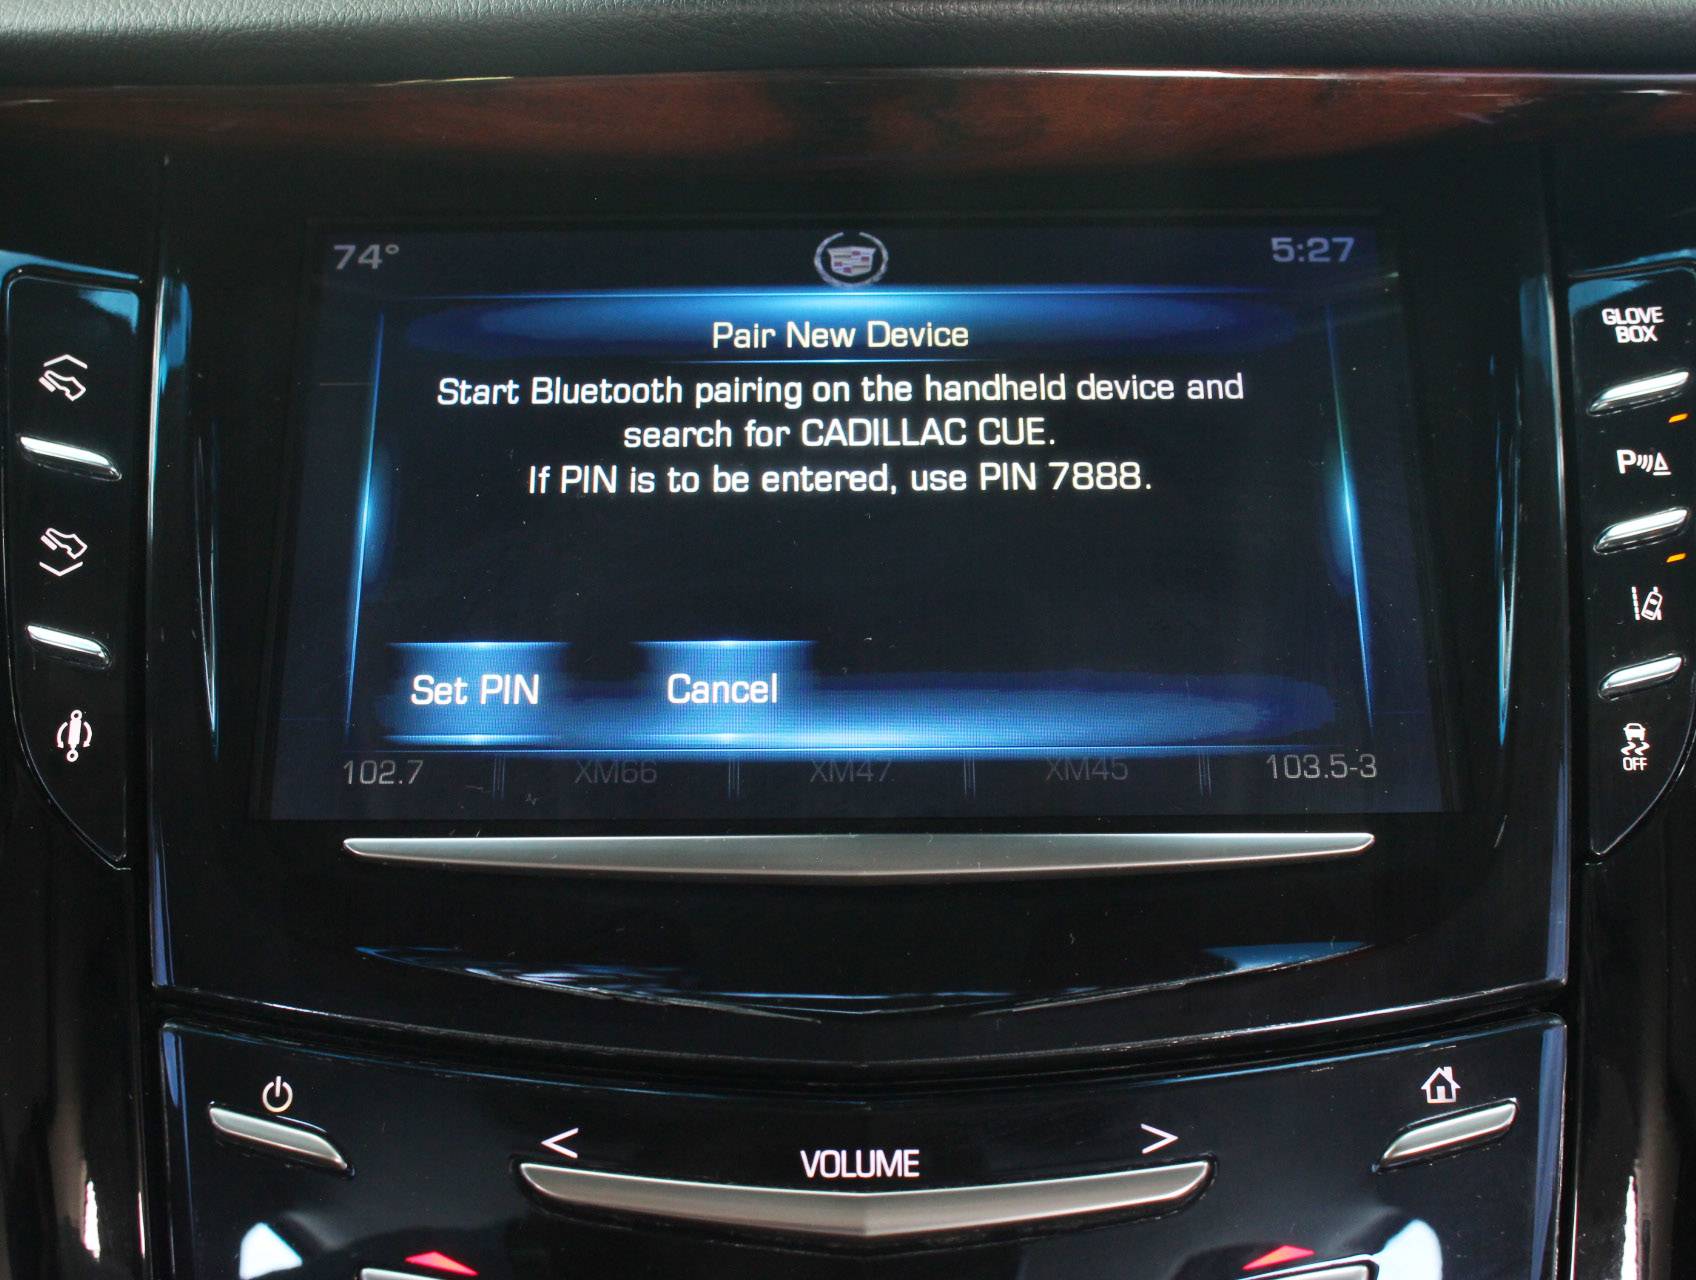 74°
5:27
Pair New Device
Start Bluetooth pairing on the handheld device and
search for CADILLAC CUE.
If PIN is to be entered, use PIN 7888.
Set PIN
Cancel
102.7
XM66
XM47
XM45
103.5-3
GLOVE
BOX
P
OFF
< VOLUME >